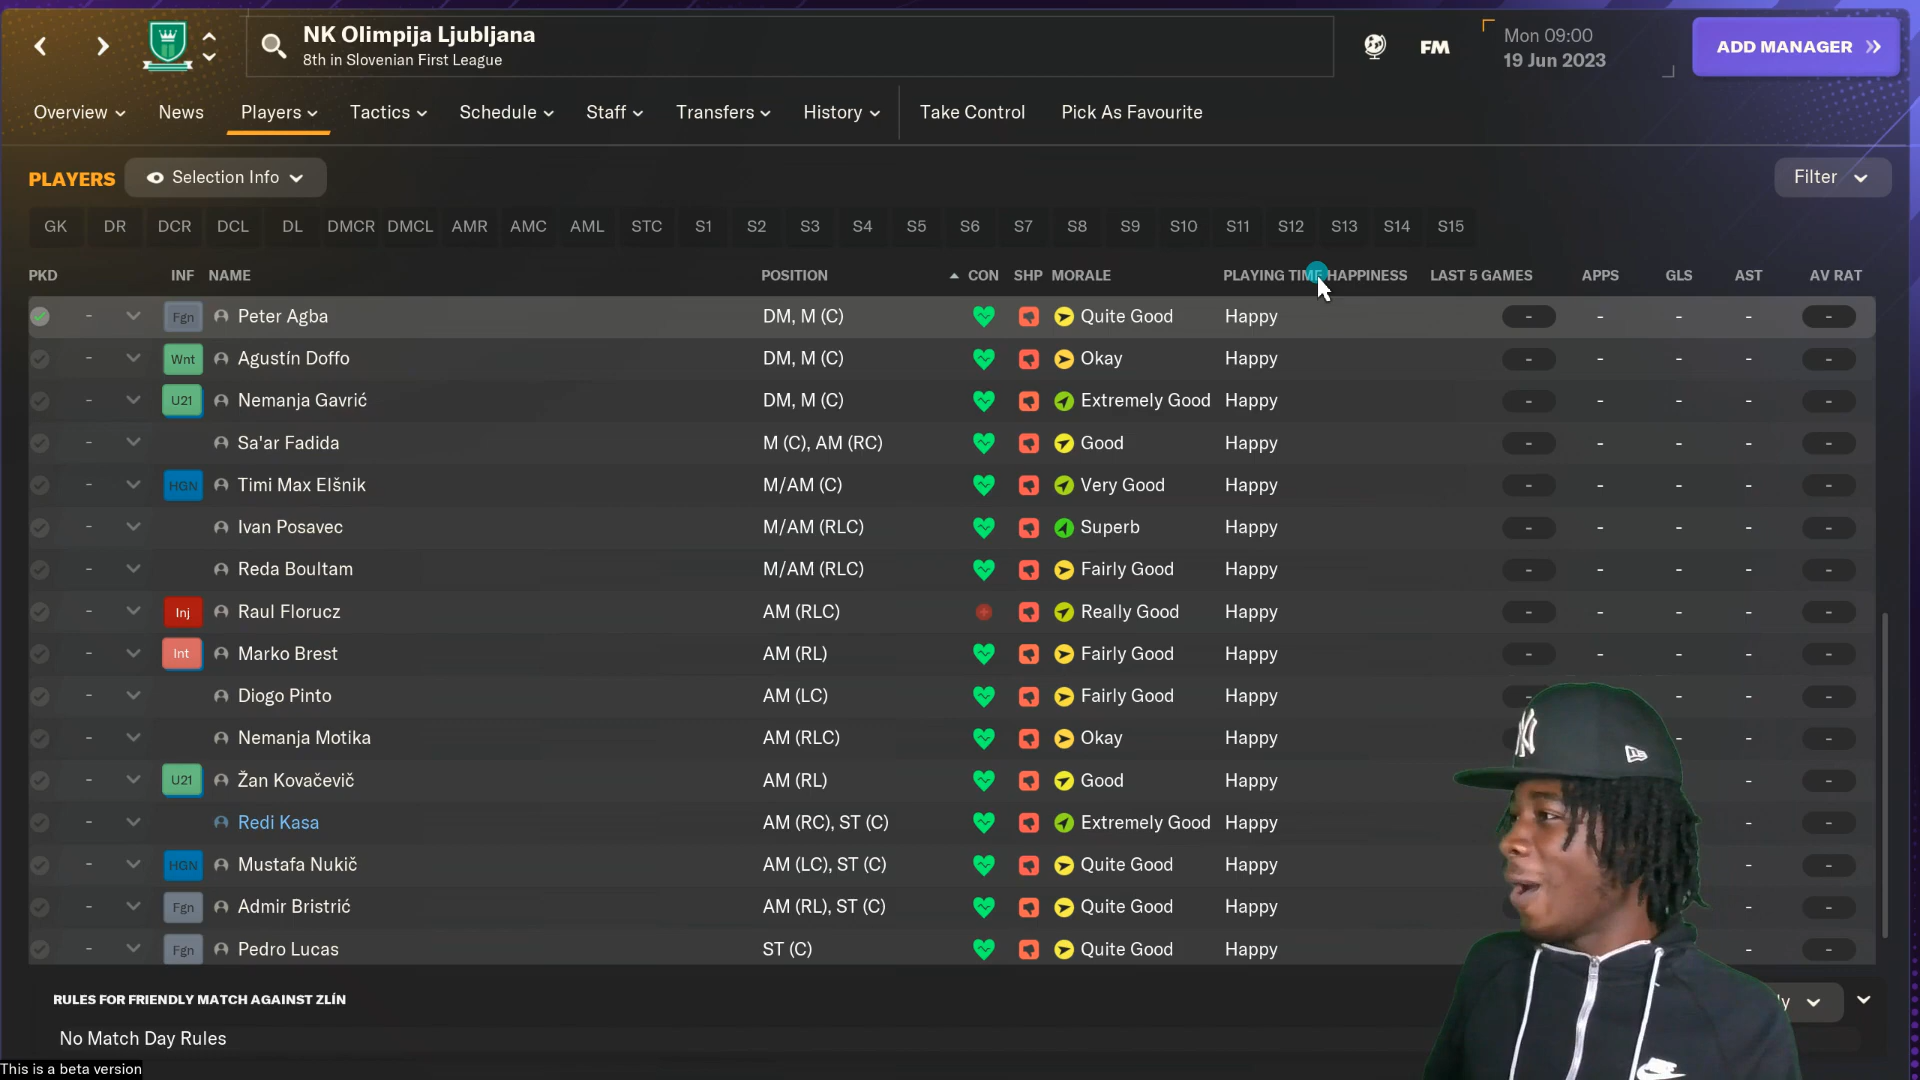 NK Olimpija Ljubljana
8th in Slovenian First League
FM
Mon 09:00
19 Jun 2023
ADD MANAGER
Overview News Players Tactics Schedule Staff Transfers History Take Control Pick As Favourite
PLAYERS Selection Info Filter
GK DR DCR DCL DL DMCR DMCL AMR AMC AML STC S1 S2 S3 S4 S5 S6 S7 S8 S9 S10 S11 S12 S13 S14 S15
PKD INF NAME POSITION CON SHP MORALE PLAYING TIME HAPPINESS LAST 5 GAMES APPS GLS AST AV RAT
- Fgn Peter Agba DM, M (C) Quite Good Happy - - - - -
- Wnt Agustín Doffo DM, M (C) Okay Happy - - - - -
- U21 Nemanja Gavrić DM, M (C) Extremely Good Happy - - - - -
- Sa'ar Fadida M (C), AM (RC) Good Happy - - - - -
- HGN Timi Max Elšnik M/AM (C) Very Good Happy - - - - -
- Ivan Posavec M/AM (RLC) Superb Happy - - - - -
- Reda Boultam M/AM (RLC) Fairly Good Happy - - - - -
- Inj Raul Florucz AM (RLC) Really Good Happy - - - - -
- Int Marko Brest AM (RL) Fairly Good Happy - - - - -
- Diogo Pinto AM (LC) Fairly Good Happy - - - -
- Nemanja Motika AM (RLC) Okay Happy - - -
- U21 Žan Kovačevič AM (RL) Good Happy - -
- Redi Kasa AM (RC), ST (C) Extremely Good Happy - -
- HGN Mustafa Nukič AM (LC), ST (C) Quite Good Happy - -
- Fgn Admir Bristrić AM (RL), ST (C) Quite Good Happy - -
- Fgn Pedro Lucas ST (C) Quite Good Happy - -
RULES FOR FRIENDLY MATCH AGAINST ZLÍN
No Match Day Rules
This is a beta version
NY